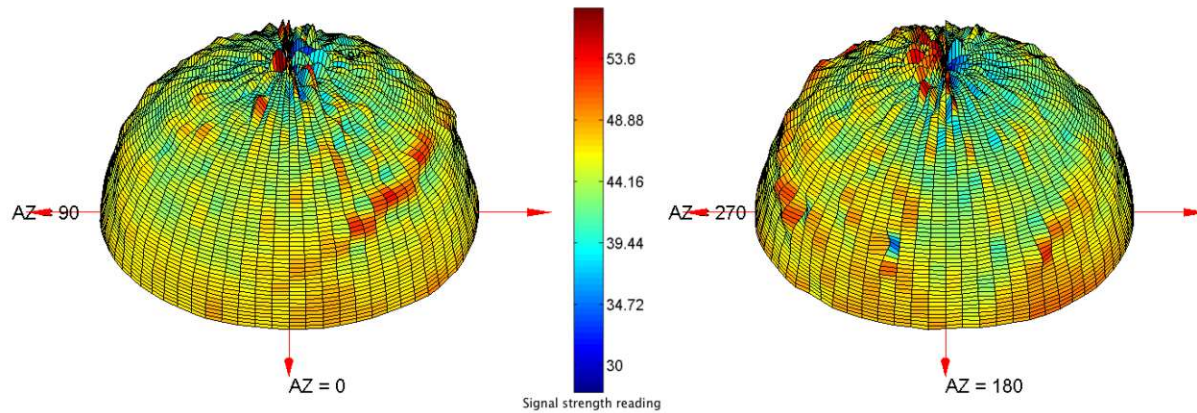 53.6
48.88
44.16
AZ = 90
AZ = 270
39.44
34.72
30
AZ = 0
AZ = 180
Signal strength reading